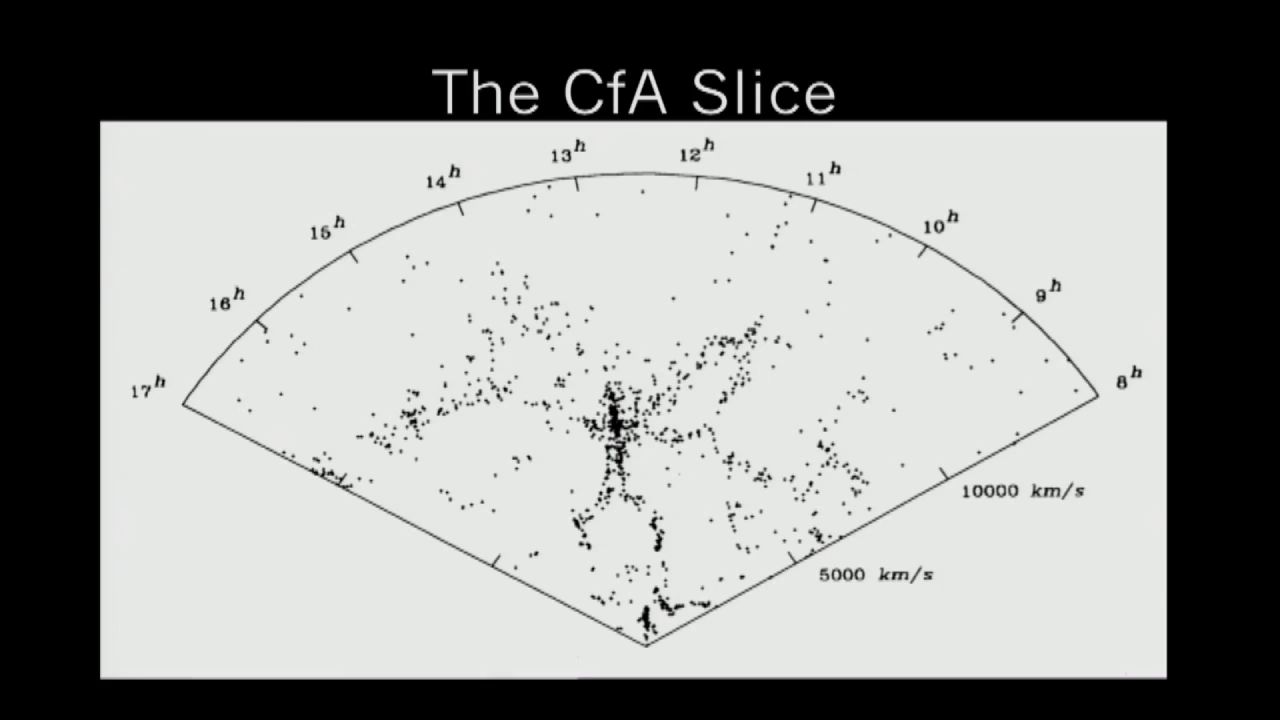 The CfA Slice
17ʰ
16ʰ
15ʰ
14ʰ
13ʰ
12ʰ
11ʰ
10ʰ
9ʰ
8ʰ
10000 km/s
5000 km/s